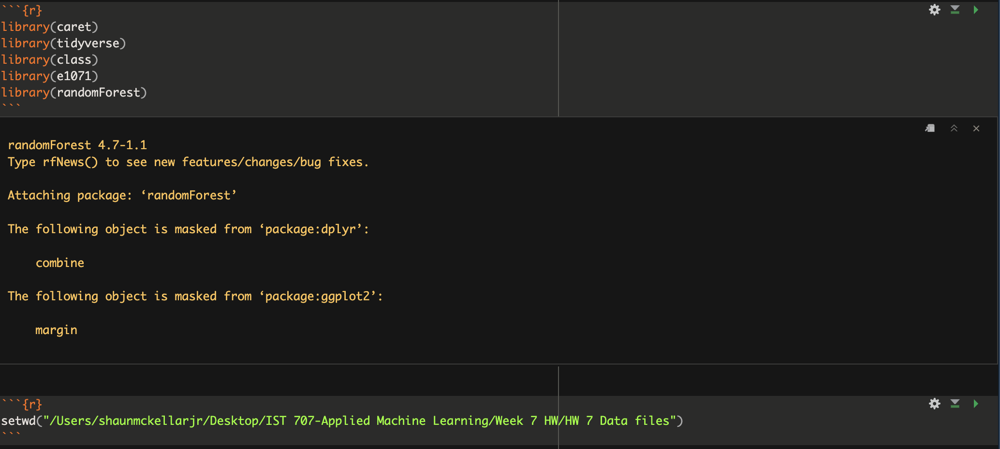 ```{r}
library(caret)
library(tidyverse)
library(class)
library(e1071)
library(randomForest)
```
randomForest 4.7-1.1
Type rfNews() to see new features/changes/bug fixes.
Attaching package: ‘randomForest’
The following object is masked from ‘package:dplyr’:
combine
The following object is masked from ‘package:ggplot2’:
margin
```{r}
setwd("/Users/shaunmckellarjr/Desktop/IST 707-Applied Machine Learning/Week 7 HW/HW 7 Data files")
```